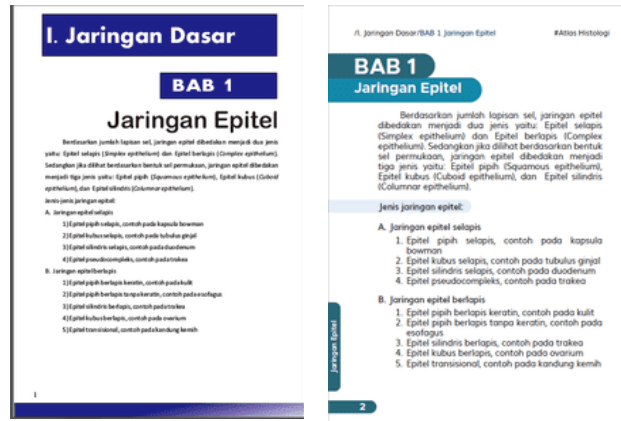 I. Jaringan Dasar
BAB 1
Jaringan Epitel
Berdasarkan jumlah lapisan sel, jaringan epitel dibedakan menjadi dua jenis
yaitu: Epitel selapis (Simplex epythelium) dan Epitel berlapis (Complex epythelium).
Sedangkan jika dilihat berdasarkan bentuk sel permukaan, jaringan epitel dibedakan
menjadi tiga jenis yaitu: Epitel pipih (Squamous epythelium), Epitel kubus (Cuboid
epythelium), dan Epitel silindris (Columnar epythelium).
Jenis-jenis jaringan epitel:
A. Jaringan epitel selapis
1) Epitel pipih selapis, contoh pada kapsula bowman
2) Epitel kubus selapis, contoh pada tubulus ginjal
3) Epitel silindris selapis, contoh pada duodenum
4) Epitel pseudocompleks, contoh pada trakea
B. Jaringan epitel berlapis
1) Epitel pipih berlapis keratin, contoh pada kulit
2) Epitel pipih berlapis tanpa keratin, contoh pada esofagus
3) Epitel silindris berlapis, contoh pada trakea
4) Epitel kubus berlapis, contoh pada ovarium
5) Epitel transisional, contoh pada kandung kemih
1
/I. Jaringan Dasar/BAB 1 Jaringan Epitel
#Atlas Histologi
BAB 1
Jaringan Epitel
Berdasarkan jumlah lapisan sel, jaringan epitel
dibedakan menjadi dua jenis yaitu: Epitel selapis
(Simplex epithelium) dan Epitel berlapis (Complex
epithelium). Sedangkan jika dilihat berdasarkan bentuk
sel permukaan, jaringan epitel dibedakan menjadi
tiga jenis yaitu: Epitel pipih (Squamous epithelium),
Epitel kubus (Cuboid epithelium), dan Epitel silindris
(Columnar epithelium).
Jenis jaringan epitel:
A. Jaringan epitel selapis
1. Epitel pipih selapis, contoh pada kapsula
bowman
2. Epitel kubus selapis, contoh pada tubulus ginjal
3. Epitel silindris selapis, contoh pada duodenum
4. Epitel pseudocompleks, contoh pada trakea
B. Jaringan epitel berlapis
1. Epitel pipih berlapis keratin, contoh pada kulit
2. Epitel pipih berlapis tanpa keratin, contoh pada
esofagus
3. Epitel silindris berlapis, contoh pada trakea
4. Epitel kubus berlapis, contoh pada ovarium
5. Epitel transisional, contoh pada kandung kemih
Jaringan Epitel
2